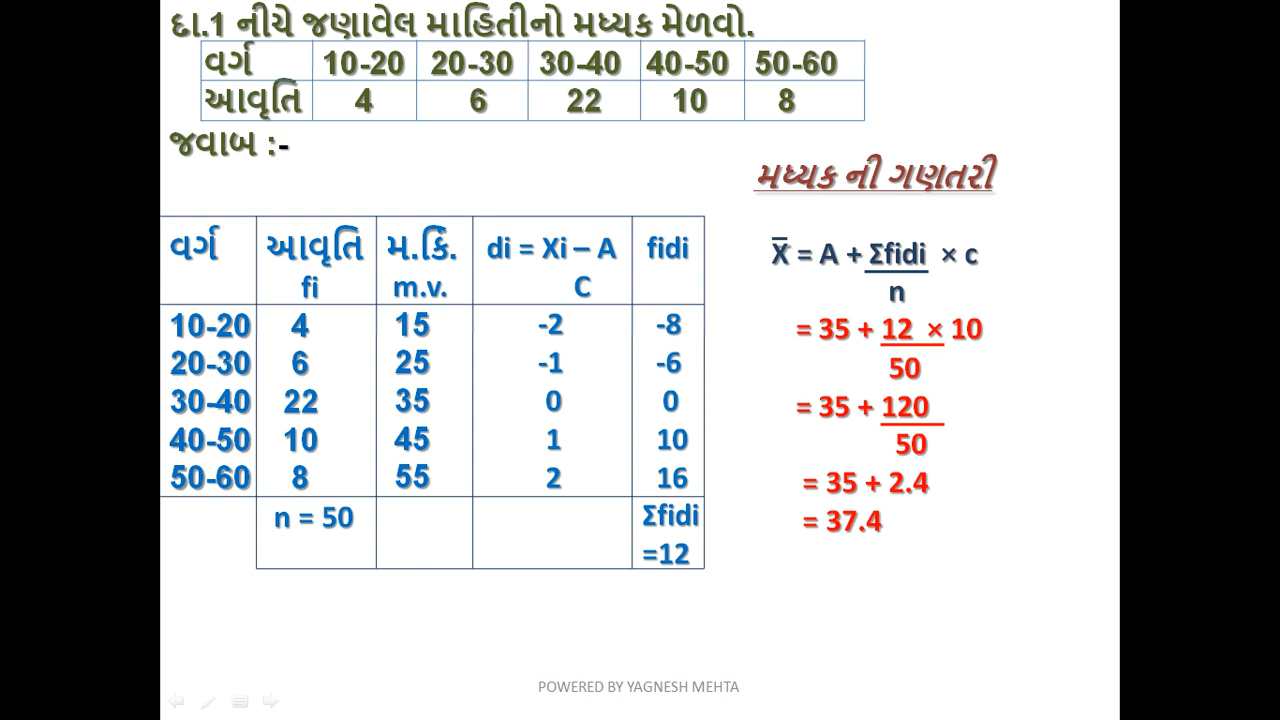 દા.1 નીચે જણાવેલ માહિતીનો મધ્યક મેળવો.
વર્ગ 10-20 20-30 30-40 40-50 50-60
આવૃતિ 4 6 22 10 8
જવાબ :-
મધ્યક ની ગણતરી
વર્ગ આવૃતિ મ.કિં. di = Xi – A fidi
fi m.v. C
10-20 4 15 -2 -8
20-30 6 25 -1 -6
30-40 22 35 0 0
40-50 10 45 1 10
50-60 8 55 2 16
n = 50 Σfidi
=12
X̄ = A + Σfidi × c
n
= 35 + 12 × 10
50
= 35 + 120
50
= 35 + 2.4
= 37.4
POWERED BY YAGNESH MEHTA